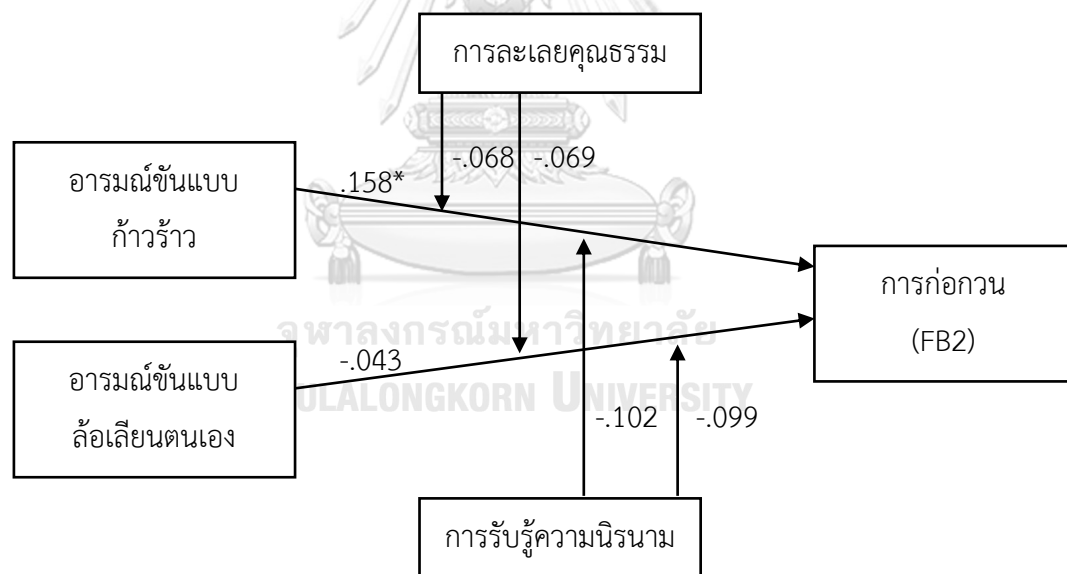 การละเลยคุณธรรม
-.068 -.069
อารมณ์ขันแบบ
ก้าวร้าว
.158*
การก่อกวน
(FB2)
จุฬาลงกรณ์มหาวิทยาลัย
-.043
อารมณ์ขันแบบ
ล้อเลียนตนเอง
UNIVERSITY
-.102 -.099
การรับรู้ความนิรนาม